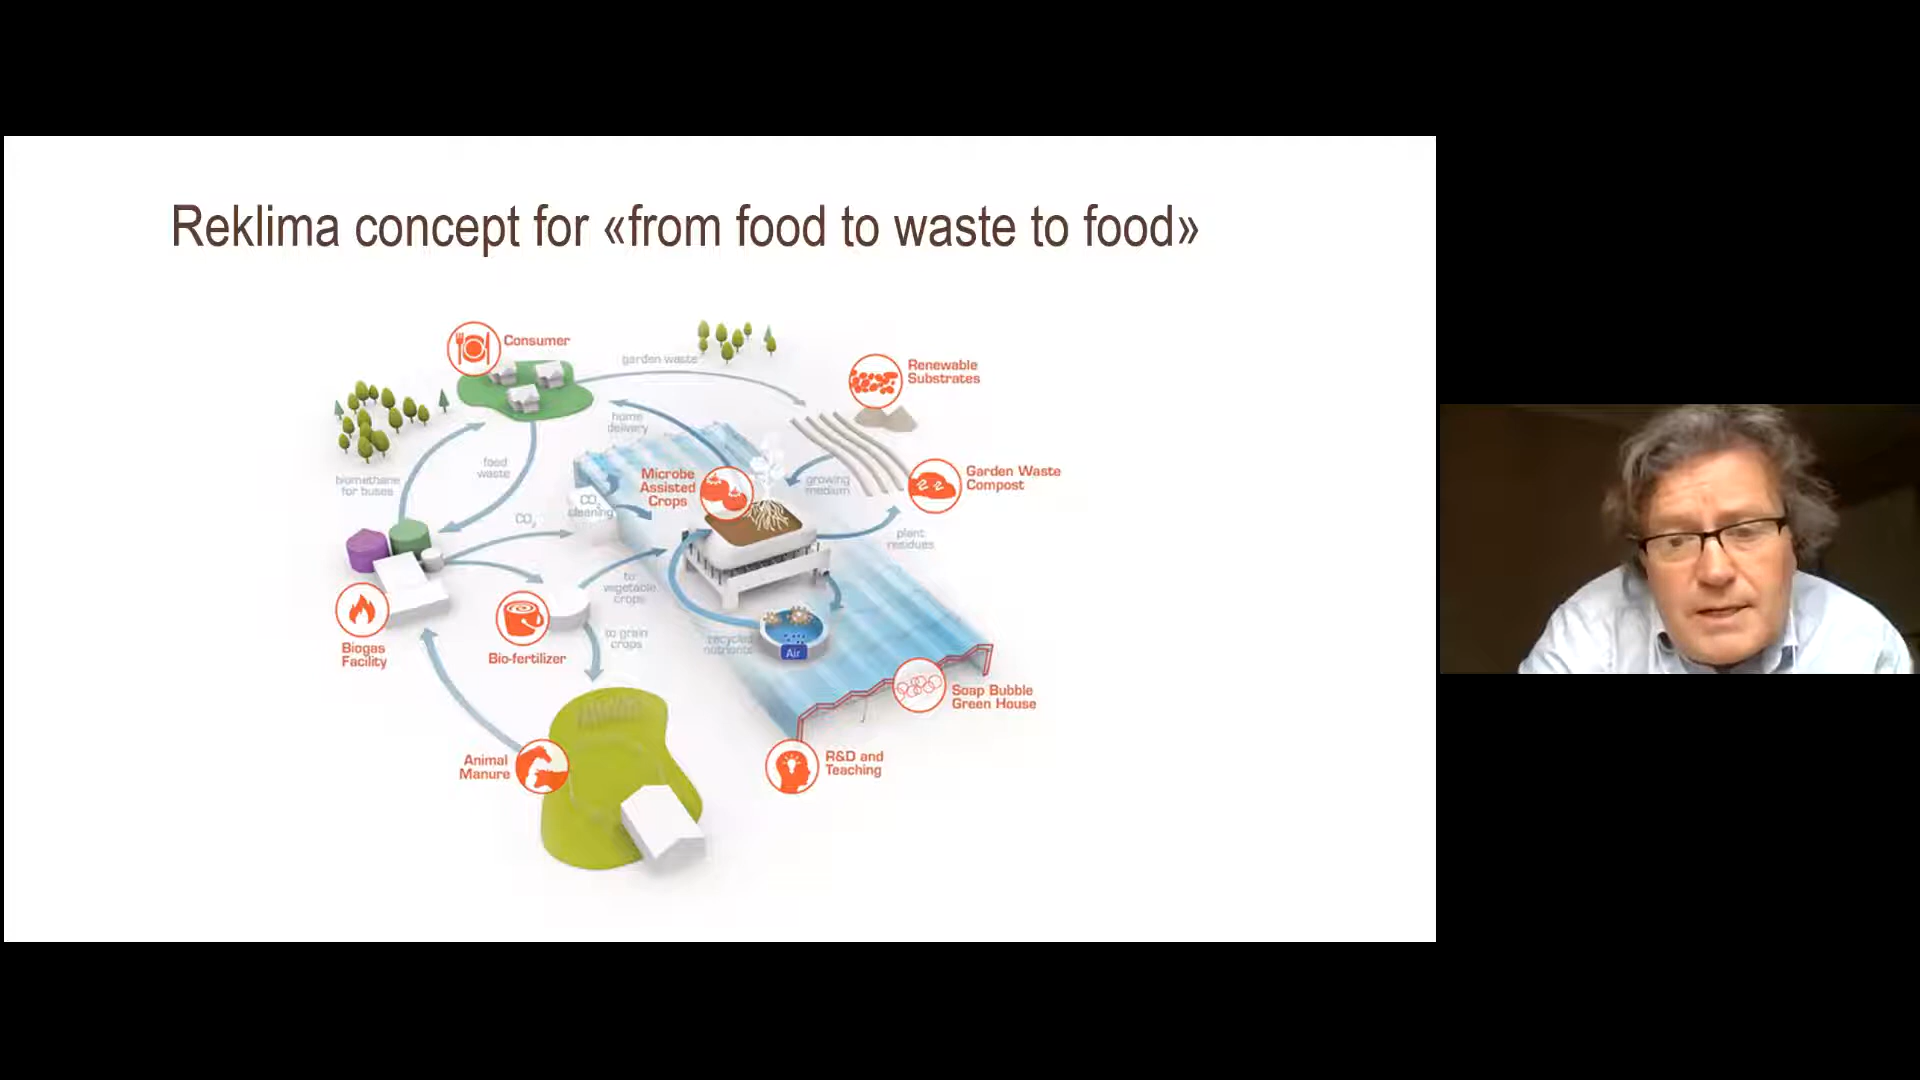 Reklima concept for «from food to waste to food»
Consumer
garden waste
Renewable
Substrates
home
delivery
food
waste
biomethane
for buses
Microbe
Assisted
Crops
growing
medium
Garden Waste
Compost
CO2
cleaning
CO2
plant
residues
to
vegetable
crops
Biogas
Facility
Bio-fertilizer
to grain
crops
recycled
nutrients
Air
Soap Bubble
Green House
Animal
Manure
R&D and
Teaching